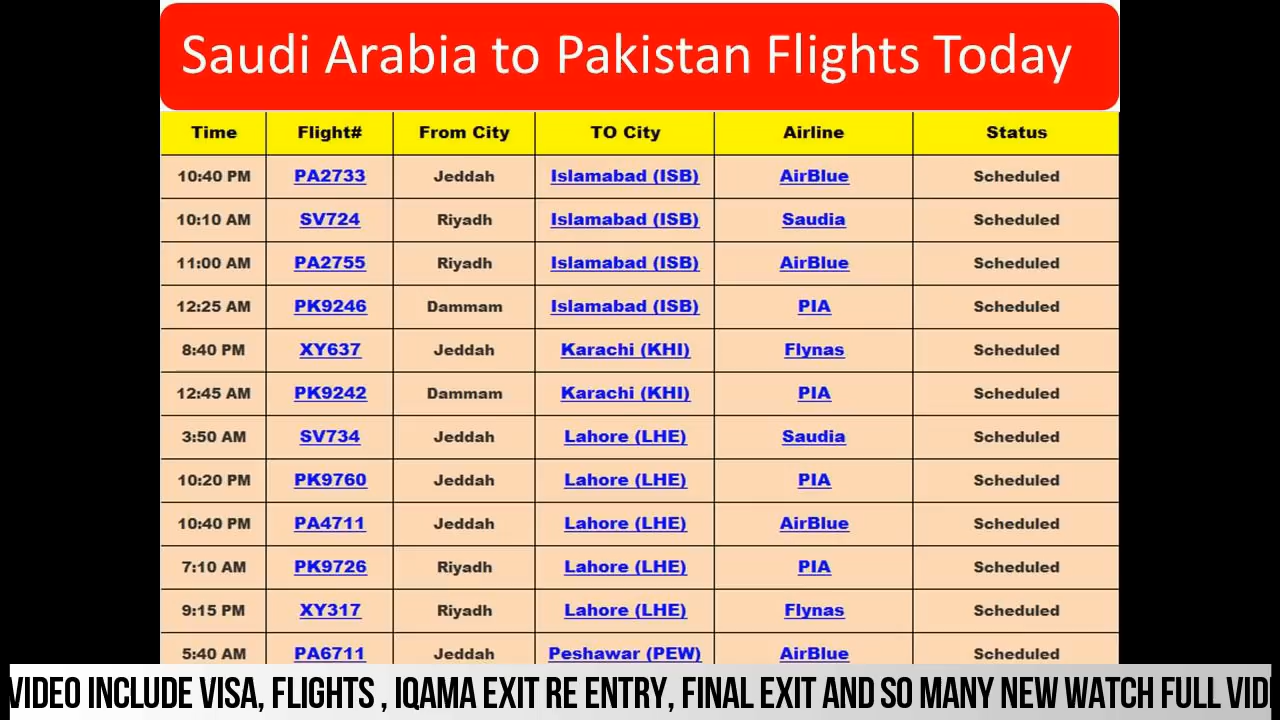 Saudi Arabia to Pakistan Flights Today
Time Flight# From City TO City Airline Status
10:40 PM PA2733 Jeddah Islamabad (ISB) AirBlue Scheduled
10:10 AM SV724 Riyadh Islamabad (ISB) Saudia Scheduled
11:00 AM PA2755 Riyadh Islamabad (ISB) AirBlue Scheduled
12:25 AM PK9246 Dammam Islamabad (ISB) PIA Scheduled
8:40 PM XY637 Jeddah Karachi (KHI) Flynas Scheduled
12:45 AM PK9242 Dammam Karachi (KHI) PIA Scheduled
3:50 AM SV734 Jeddah Lahore (LHE) Saudia Scheduled
10:20 PM PK9760 Jeddah Lahore (LHE) PIA Scheduled
10:40 PM PA4711 Jeddah Lahore (LHE) AirBlue Scheduled
7:10 AM PK9726 Riyadh Lahore (LHE) PIA Scheduled
9:15 PM XY317 Riyadh Lahore (LHE) Flynas Scheduled
5:40 AM PA6711 Jeddah Peshawar (PEW) AirBlue Scheduled
VIDEO INCLUDE VISA, FLIGHTS , IQAMA EXIT RE ENTRY, FINAL EXIT AND SO MANY NEW WATCH FULL VID